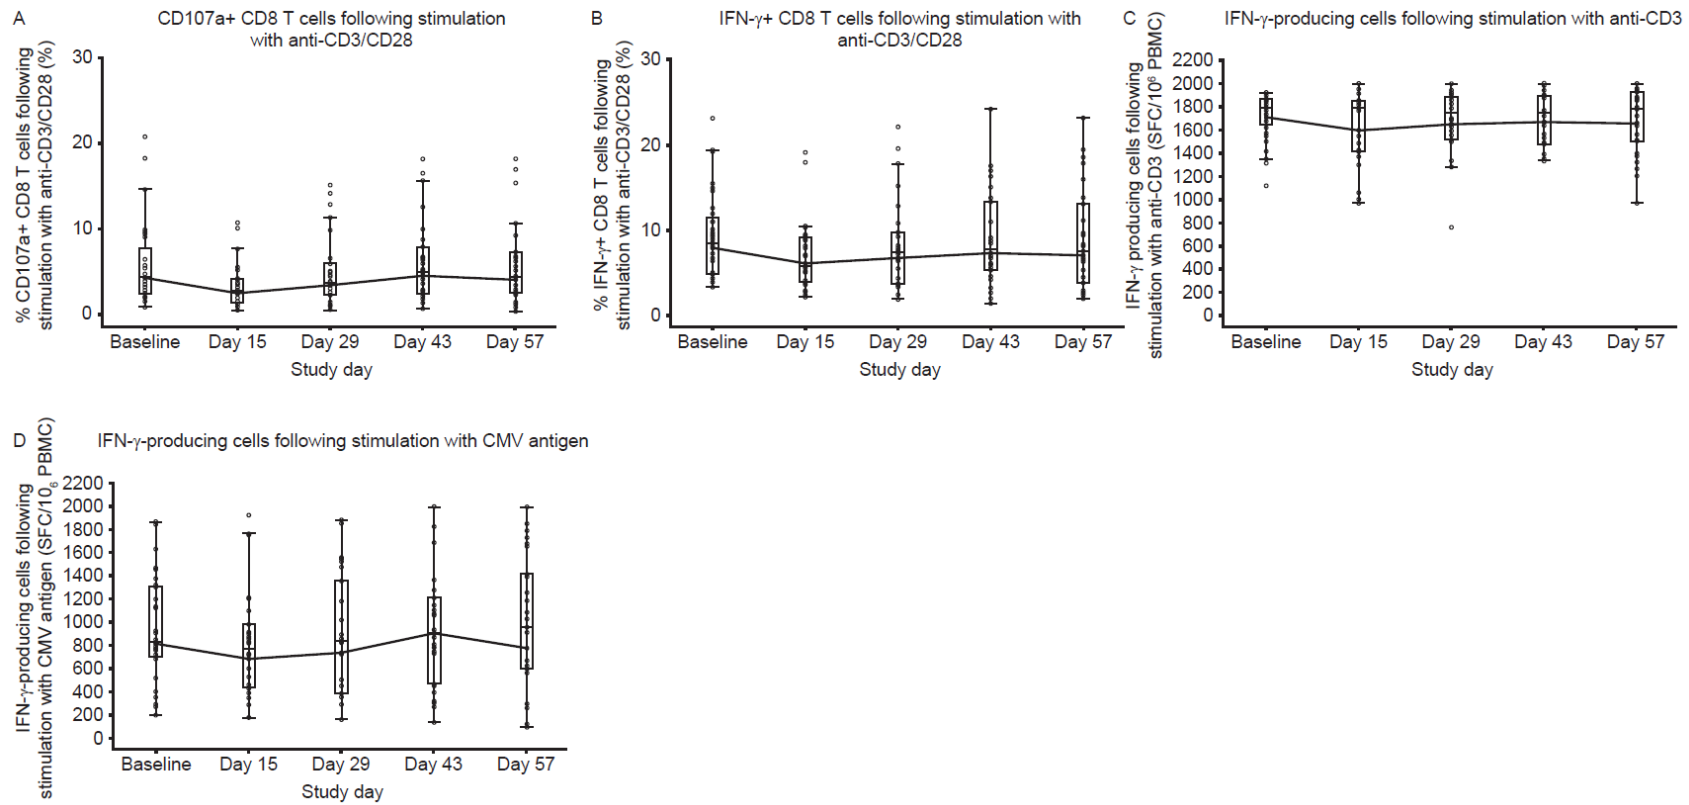 A
CD107a+ CD8 T cells following stimulation
with anti-CD3/CD28
% CD107a+ CD8 T cells following
stimulation with anti-CD3/CD28 (%)
30
20
10
0
Baseline Day 15 Day 29 Day 43 Day 57
Study day
B
IFN-γ+ CD8 T cells following stimulation with
anti-CD3/CD28
% IFN-γ+ CD8 T cells following
stimulation with anti-CD3/CD28 (%)
30
20
10
0
Baseline Day 15 Day 29 Day 43 Day 57
Study day
C
IFN-γ-producing cells following stimulation with anti-CD3
IFN-γ producing cells following
stimulation with anti-CD3 (SFC/10⁶ PBMC)
2200
2000
1800
1600
1400
1200
1000
800
600
400
200
0
Baseline Day 15 Day 29 Day 43 Day 57
Study day
D
IFN-γ-producing cells following stimulation with CMV antigen
IFN-γ-producing cells following
stimulation with CMV antigen (SFC/10₆ PBMC)
2200
2000
1800
1600
1400
1200
1000
800
600
400
200
0
Baseline Day 15 Day 29 Day 43 Day 57
Study day